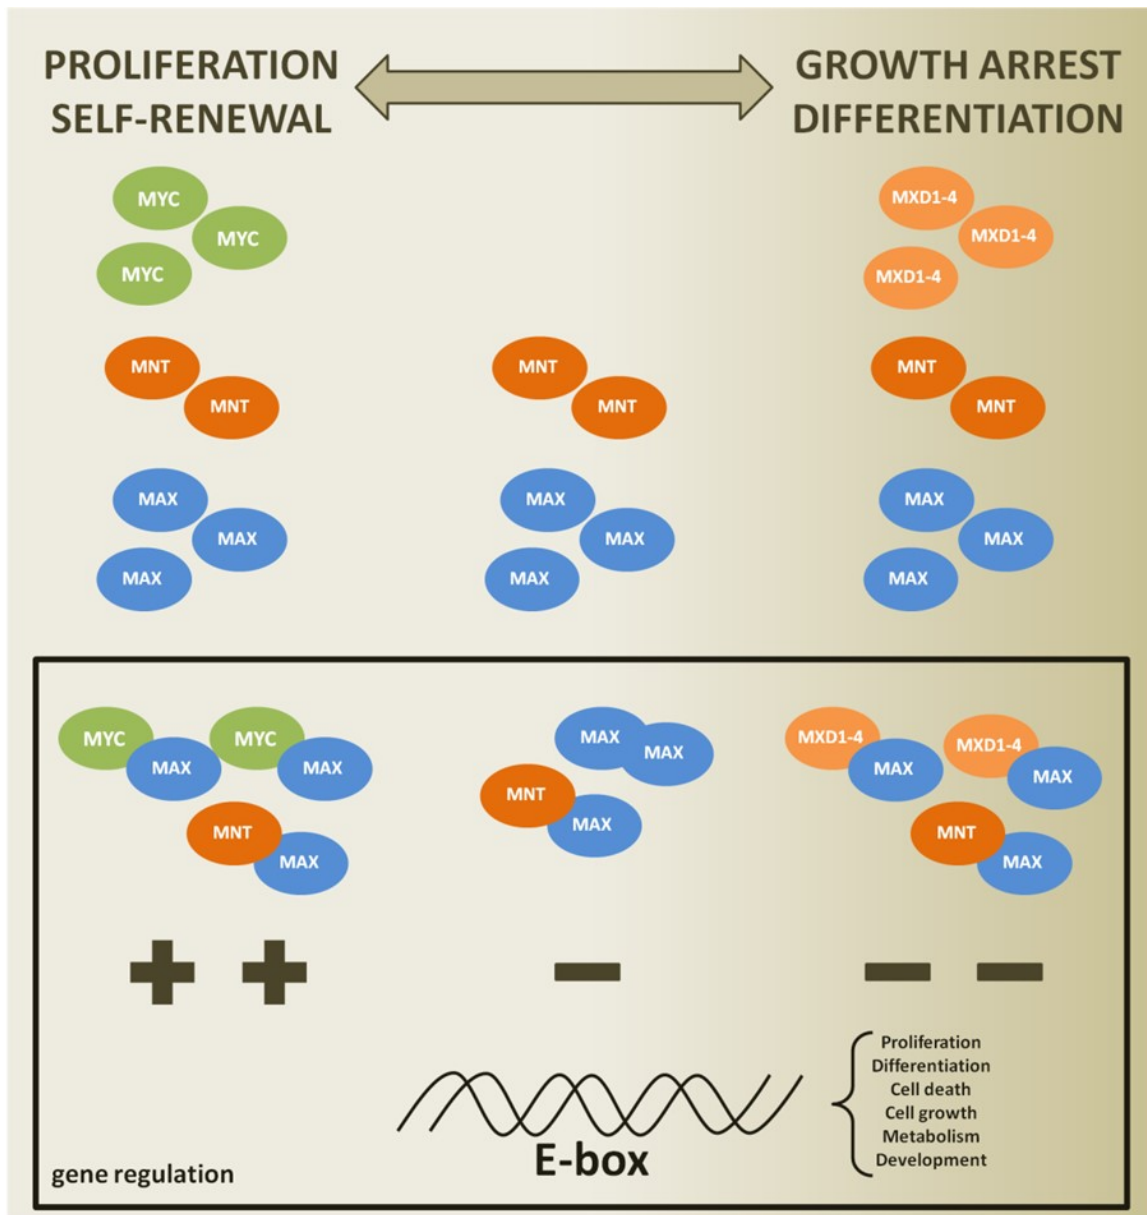 PROLIFERATION
SELF-RENEWAL
GROWTH ARREST
DIFFERENTIATION
MYC
MYC
MYC
MXD1-4
MXD1-4
MXD1-4
MNT
MNT
MNT
MNT
MNT
MNT
MAX
MAX
MAX
MAX
MAX
MAX
MAX
MAX
MAX
MYC
MAX
MYC
MAX
MNT
MAX
MAX
MAX
MNT
MAX
MXD1-4
MAX
MXD1-4
MAX
MNT
MAX
Proliferation
Differentiation
Cell death
Cell growth
Metabolism
Development
E-box
gene regulation